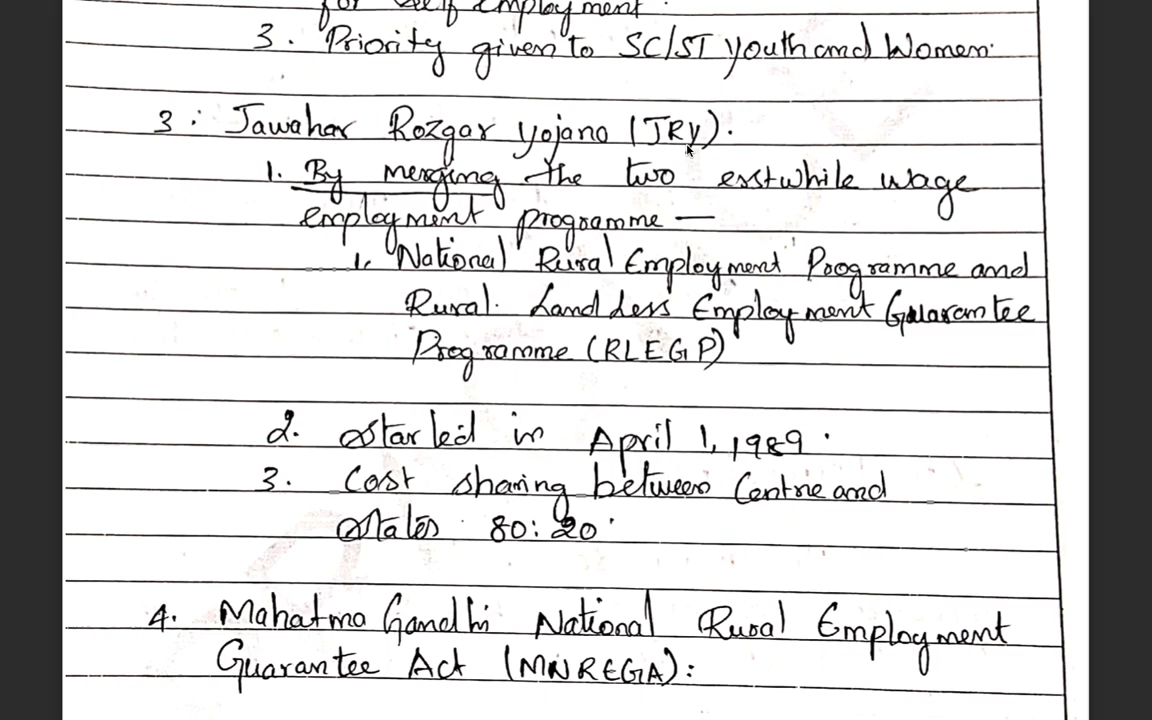 for Self Employment.
3. Priority given to SC/ST youth and Women.
3. Jawahar Rozgar Yojana (JRY).
1. By merging the two erstwhile wage
employment programme —
1. National Rural Employment Programme and
Rural Landless Employment Guarantee
Programme (RLEGP)
2. Started in April 1, 1989.
3. Cost sharing between Centre and
States 80:20
4. Mahatma Gandhi National Rural Employment
Guarantee Act (MNREGA):